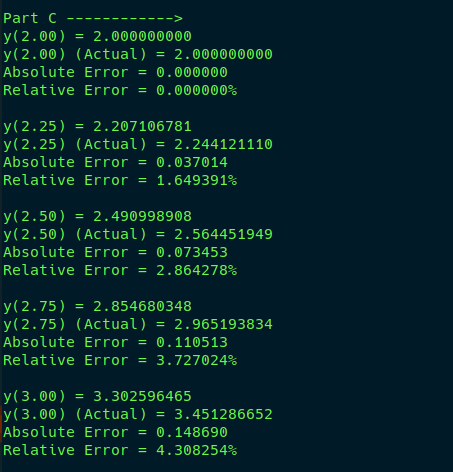 Part C ------------>
y(2.00) = 2.000000000
y(2.00) (Actual) = 2.000000000
Absolute Error = 0.000000
Relative Error = 0.000000%
y(2.25) = 2.207106781
y(2.25) (Actual) = 2.244121110
Absolute Error = 0.037014
Relative Error = 1.649391%
y(2.50) = 2.490998908
y(2.50) (Actual) = 2.564451949
Absolute Error = 0.073453
Relative Error = 2.864278%
y(2.75) = 2.854680348
y(2.75) (Actual) = 2.965193834
Absolute Error = 0.110513
Relative Error = 3.727024%
y(3.00) = 3.302596465
y(3.00) (Actual) = 3.451286652
Absolute Error = 0.148690
Relative Error = 4.308254%